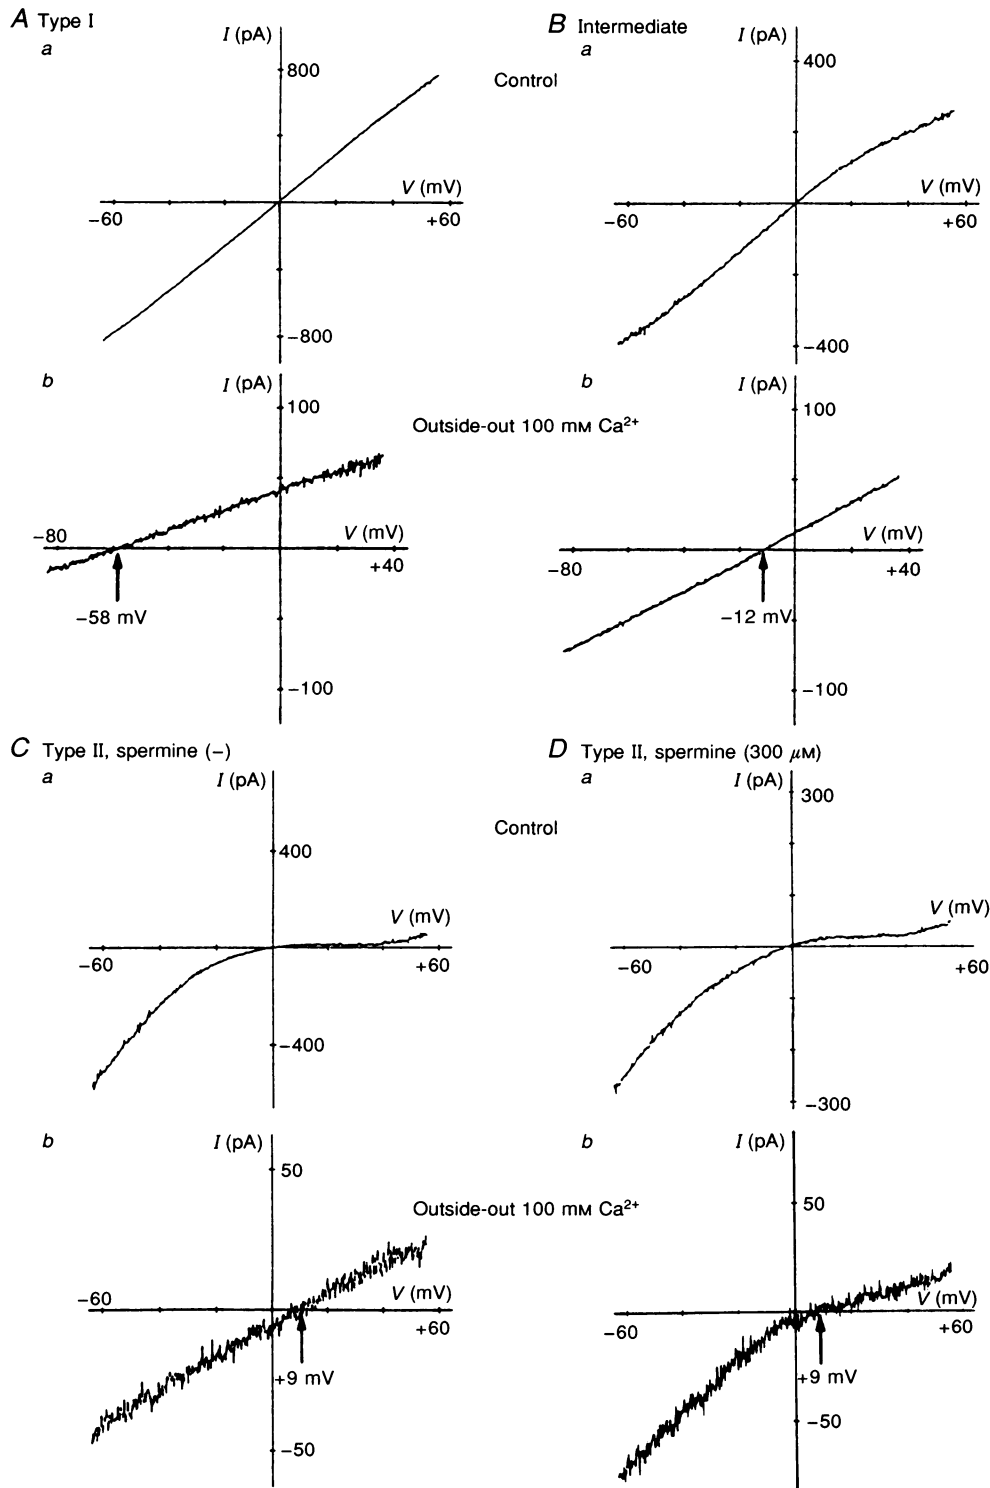 A Type I
a
I (pA)
800
V (mV)
−60
+60
−800
B Intermediate
a
I (pA)
400
V (mV)
−60
+60
−400
Control
b
I (pA)
100
−80
V (mV)
+40
−58 mV
−100
b
I (pA)
100
V (mV)
−80
+40
−12 mV
−100
Outside-out 100 mM Ca²⁺
C Type II, spermine (−)
a
I (pA)
400
V (mV)
−60
+60
−400
D Type II, spermine (300 μM)
a
I (pA)
300
V (mV)
−60
+60
−300
Control
b
I (pA)
50
−60
V (mV)
+60
+9 mV
−50
b
I (pA)
50
V (mV)
−60
+60
+9 mV
−50
Outside-out 100 mM Ca²⁺